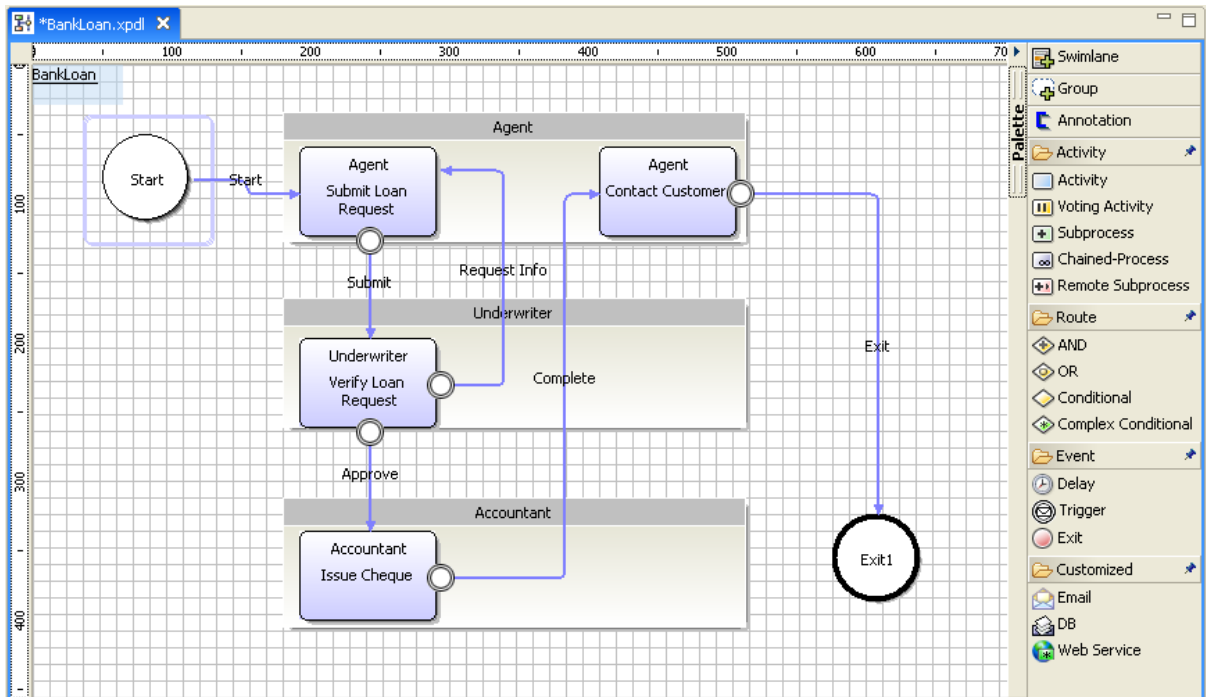 *BankLoan.xpdl
0 100 200 300 400 500 600 70
BankLoan
0
100
200
300
400
Start
Start
Agent
Agent
Submit Loan
Request
Agent
Contact Customer
Submit
Request Info
Underwriter
Underwriter
Verify Loan
Request
Complete
Exit
Approve
Accountant
Accountant
Issue Cheque
Exit1
Palette
Swimlane
Group
Annotation
Activity
Activity
Voting Activity
Subprocess
Chained-Process
Remote Subprocess
Route
AND
OR
Conditional
Complex Conditional
Event
Delay
Trigger
Exit
Customized
Email
DB
Web Service